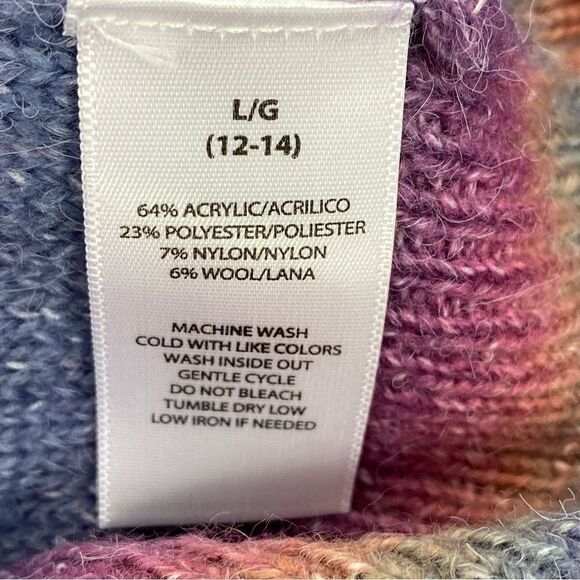 L/G
(12-14)
64% ACRYLIC/ACRILICO
23% POLYESTER/POLIESTER
7% NYLON/NYLON
6% WOOL/LANA
MACHINE WASH
COLD WITH LIKE COLORS
WASH INSIDE OUT
GENTLE CYCLE
DO NOT BLEACH
TUMBLE DRY LOW
LOW IRON IF NEEDED